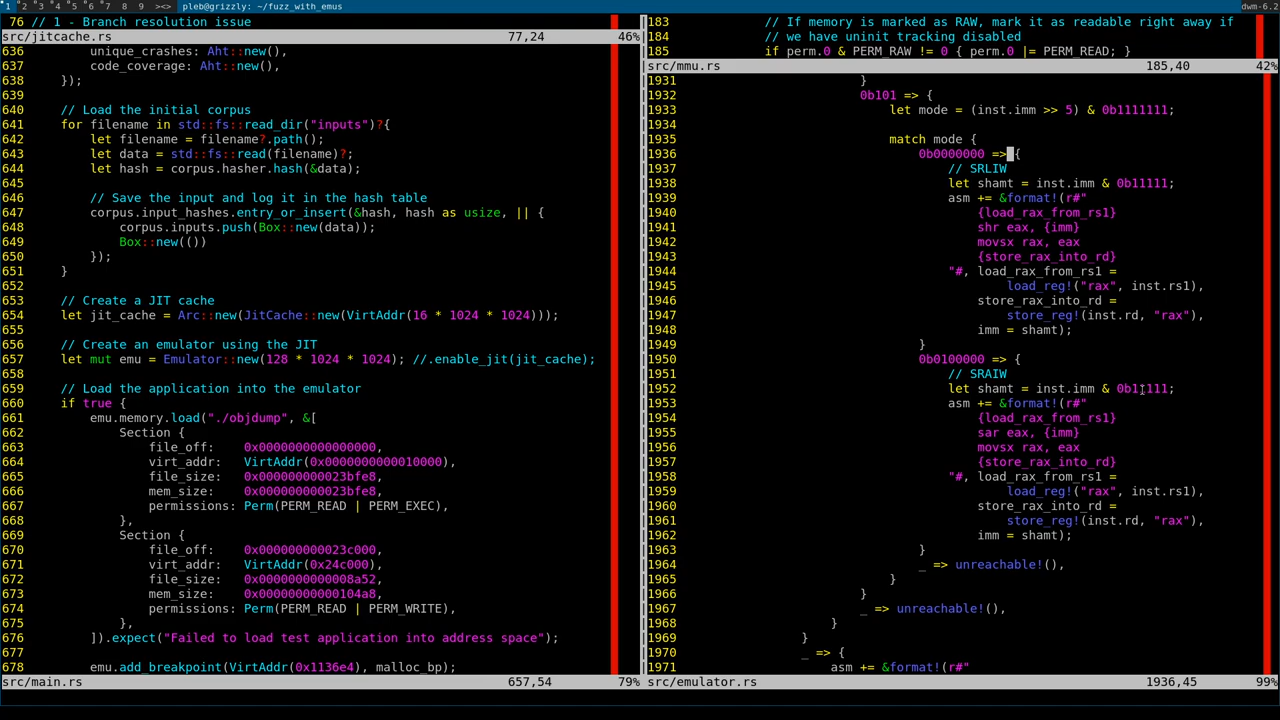 1 2 3 4 5 6 7 8 9 ><> pleb@grizzly: ~/fuzz_with_emus dwm-6.2
76 // 1 - Branch resolution issue
src/jitcache.rs 77,24 46%
636         unique_crashes: Aht::new(),
637         code_coverage: Aht::new(),
638     });
639
640     // Load the initial corpus
641     for filename in std::fs::read_dir("inputs")?{
642         let filename = filename?.path();
643         let data = std::fs::read(filename)?;
644         let hash = corpus.hasher.hash(&data);
645
646         // Save the input and log it in the hash table
647         corpus.input_hashes.entry_or_insert(&hash, hash as usize, || {
648             corpus.inputs.push(Box::new(data));
649             Box::new(())
650         });
651     }
652
653     // Create a JIT cache
654     let jit_cache = Arc::new(JitCache::new(VirtAddr(16 * 1024 * 1024)));
655
656     // Create an emulator using the JIT
657     let mut emu = Emulator::new(128 * 1024 * 1024); //.enable_jit(jit_cache);
658
659     // Load the application into the emulator
660     if true {
661         emu.memory.load("./objdump", &[
662             Section {
663                 file_off:    0x0000000000000000,
664                 virt_addr:   VirtAddr(0x0000000000010000),
665                 file_size:   0x000000000023bfe8,
666                 mem_size:    0x000000000023bfe8,
667                 permissions: Perm(PERM_READ | PERM_EXEC),
668             },
669             Section {
670                 file_off:    0x000000000023c000,
671                 virt_addr:   VirtAddr(0x24c000),
672                 file_size:   0x0000000000008a52,
673                 mem_size:    0x00000000000104a8,
674                 permissions: Perm(PERM_READ | PERM_WRITE),
675             },
676         ]).expect("Failed to load test application into address space");
677
678         emu.add_breakpoint(VirtAddr(0x1136e4), malloc_bp);
src/main.rs 657,54 79%
183         // If memory is marked as RAW, mark it as readable right away if
184         // we have uninit tracking disabled
185         if perm.0 & PERM_RAW != 0 { perm.0 |= PERM_READ; }
src/mmu.rs 185,40 42%
1931                             }
1932                             0b101 => {
1933                                 let mode = (inst.imm >> 5) & 0b1111111;
1934
1935                                 match mode {
1936                                     0b0000000 => {
1937                                         // SRLIW
1938                                         let shamt = inst.imm & 0b11111;
1939                                         asm += &format!(r#"
1940                                             {load_rax_from_rs1}
1941                                             shr eax, {imm}
1942                                             movsx rax, eax
1943                                             {store_rax_into_rd}
1944                                         "#, load_rax_from_rs1 =
1945                                                 load_reg!("rax", inst.rs1),
1946                                             store_rax_into_rd =
1947                                                 store_reg!(inst.rd, "rax"),
1948                                             imm = shamt);
1949                                     }
1950                                     0b0100000 => {
1951                                         // SRAIW
1952                                         let shamt = inst.imm & 0b11111;
1953                                         asm += &format!(r#"
1954                                             {load_rax_from_rs1}
1955                                             sar eax, {imm}
1956                                             movsx rax, eax
1957                                             {store_rax_into_rd}
1958                                         "#, load_rax_from_rs1 =
1959                                                 load_reg!("rax", inst.rs1),
1960                                             store_rax_into_rd =
1961                                                 store_reg!(inst.rd, "rax"),
1962                                             imm = shamt);
1963                                     }
1964                                     _ => unreachable!(),
1965                                 }
1966                             }
1967                             _ => unreachable!(),
1968                         }
1969                     }
1970                     _ => {
1971                         asm += &format!(r#"
src/emulator.rs 1936,45 99%